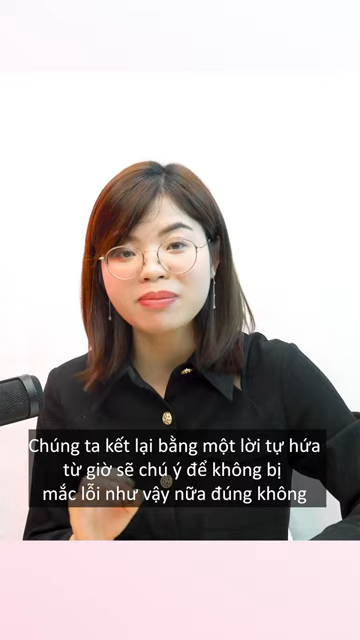 Chúng ta kết lại bằng một lời tự hứa
từ giờ sẽ chú ý để không bị
mắc lỗi như vậy nữa đúng không